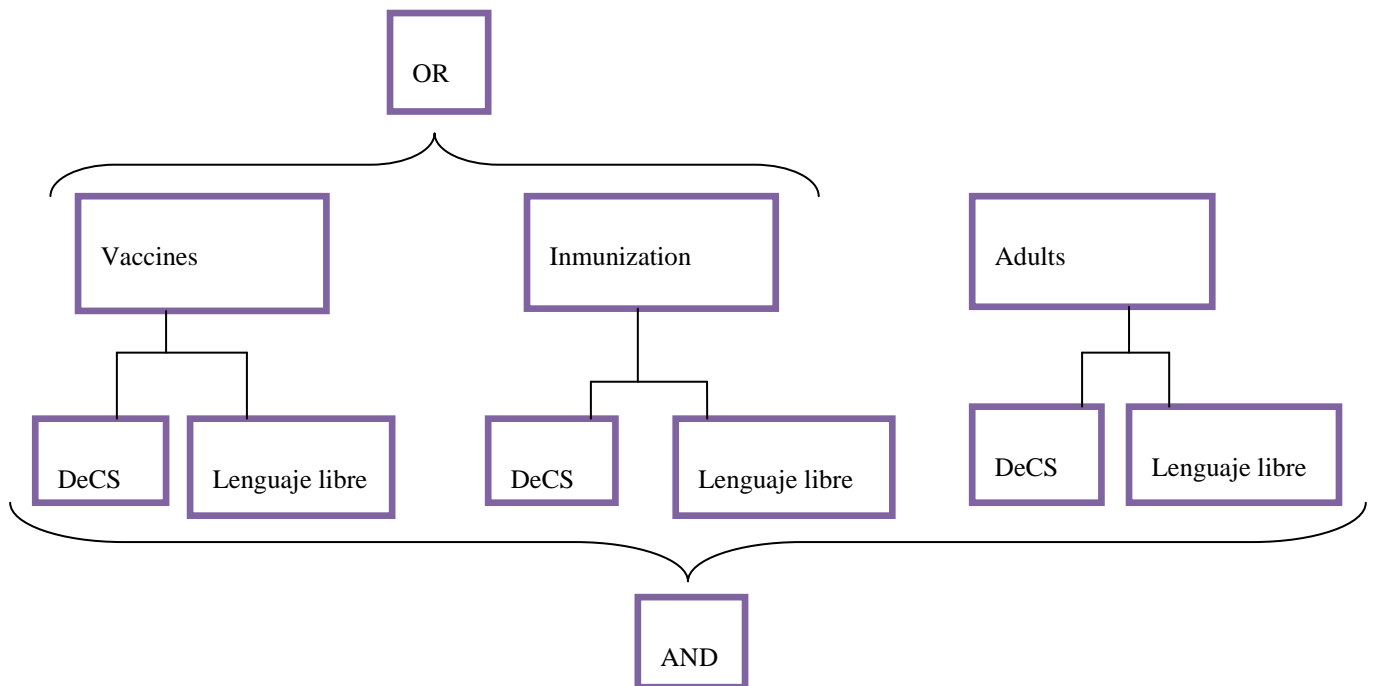 OR
Vaccines
Inmunization
Adults
DeCS
Lenguaje libre
DeCS
Lenguaje libre
DeCS
Lenguaje libre
AND